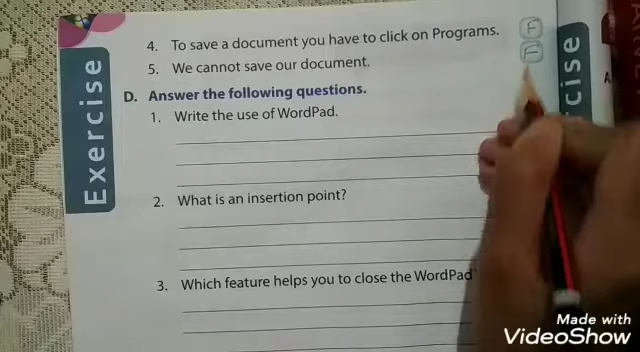 4. To save a document you have to click on Programs. F
5. We cannot save our document. F
Exercise
cise
D. Answer the following questions.
1. Write the use of WordPad.
2. What is an insertion point?
3. Which feature helps you to close the WordPad
Made with
VideoShow